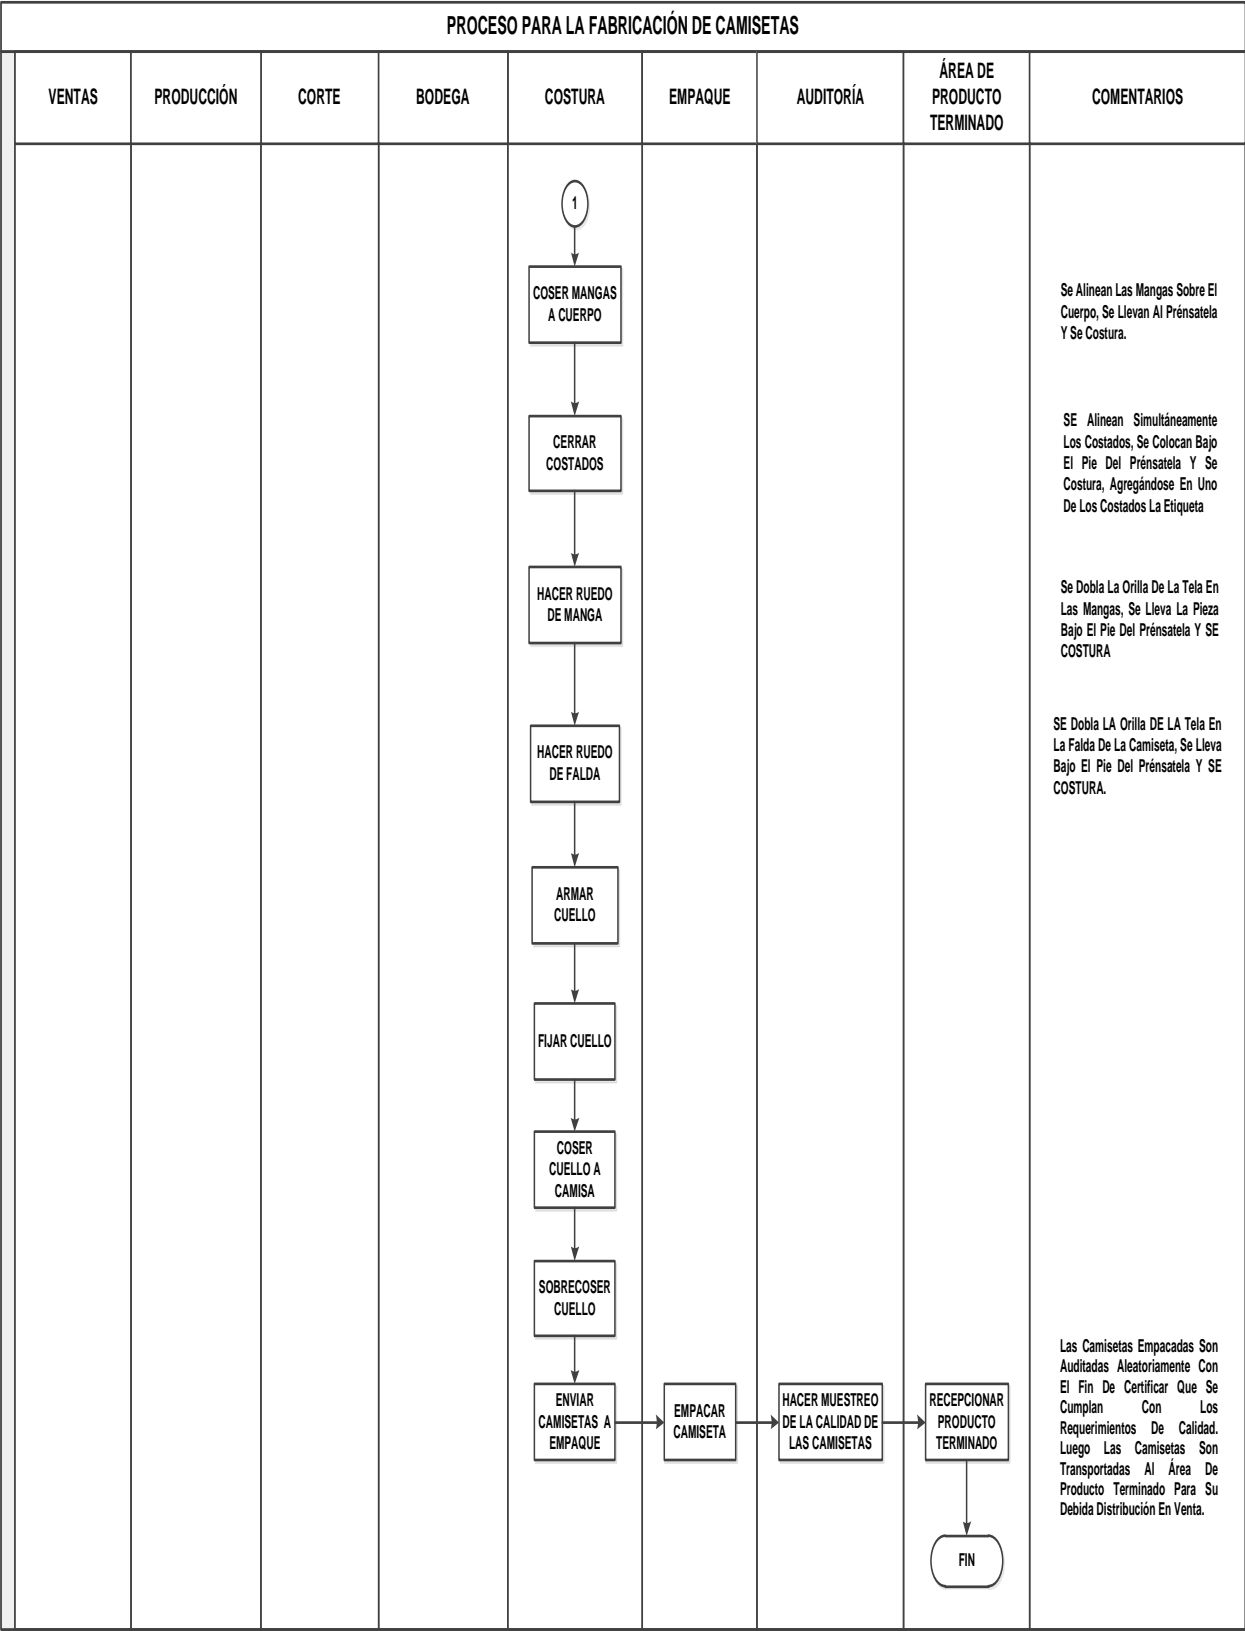 PROCESO PARA LA FABRICACIÓN DE CAMISETAS
VENTAS
PRODUCCIÓN
CORTE
BODEGA
COSTURA
EMPAQUE
AUDITORÍA
ÁREA DE
PRODUCTO
TERMINADO
COMENTARIOS
1
COSER MANGAS
A CUERPO
Se Alinean Las Mangas Sobre El
Cuerpo, Se Llevan Al Prénsatela
Y Se Costura.
CERRAR
COSTADOS
SE Alinean Simultáneamente
Los Costados, Se Colocan Bajo
El Pie Del Prénsatela Y Se
Costura, Agregándose En Uno
De Los Costados La Etiqueta
HACER RUEDO
DE MANGA
Se Dobla La Orilla De La Tela En
Las Mangas, Se Lleva La Pieza
Bajo El Pie Del Prénsatela Y SE
COSTURA
HACER RUEDO
DE FALDA
SE Dobla LA Orilla DE LA Tela En
La Falda De La Camiseta, Se Lleva
Bajo El Pie Del Prénsatela Y SE
COSTURA.
ARMAR
CUELLO
FIJAR CUELLO
COSER
CUELLO A
CAMISA
SOBRECOSER
CUELLO
ENVIAR
CAMISETAS A
EMPAQUE
EMPACAR
CAMISETA
HACER MUESTREO
DE LA CALIDAD DE
LAS CAMISETAS
RECEPCIONAR
PRODUCTO
TERMINADO
Las Camisetas Empacadas Son
Auditadas Aleatoriamente Con
El Fin De Certificar Que Se
Cumplan Con Los
Requerimientos De Calidad.
Luego Las Camisetas Son
Transportadas Al Área De
Producto Terminado Para Su
Debida Distribución En Venta.
FIN